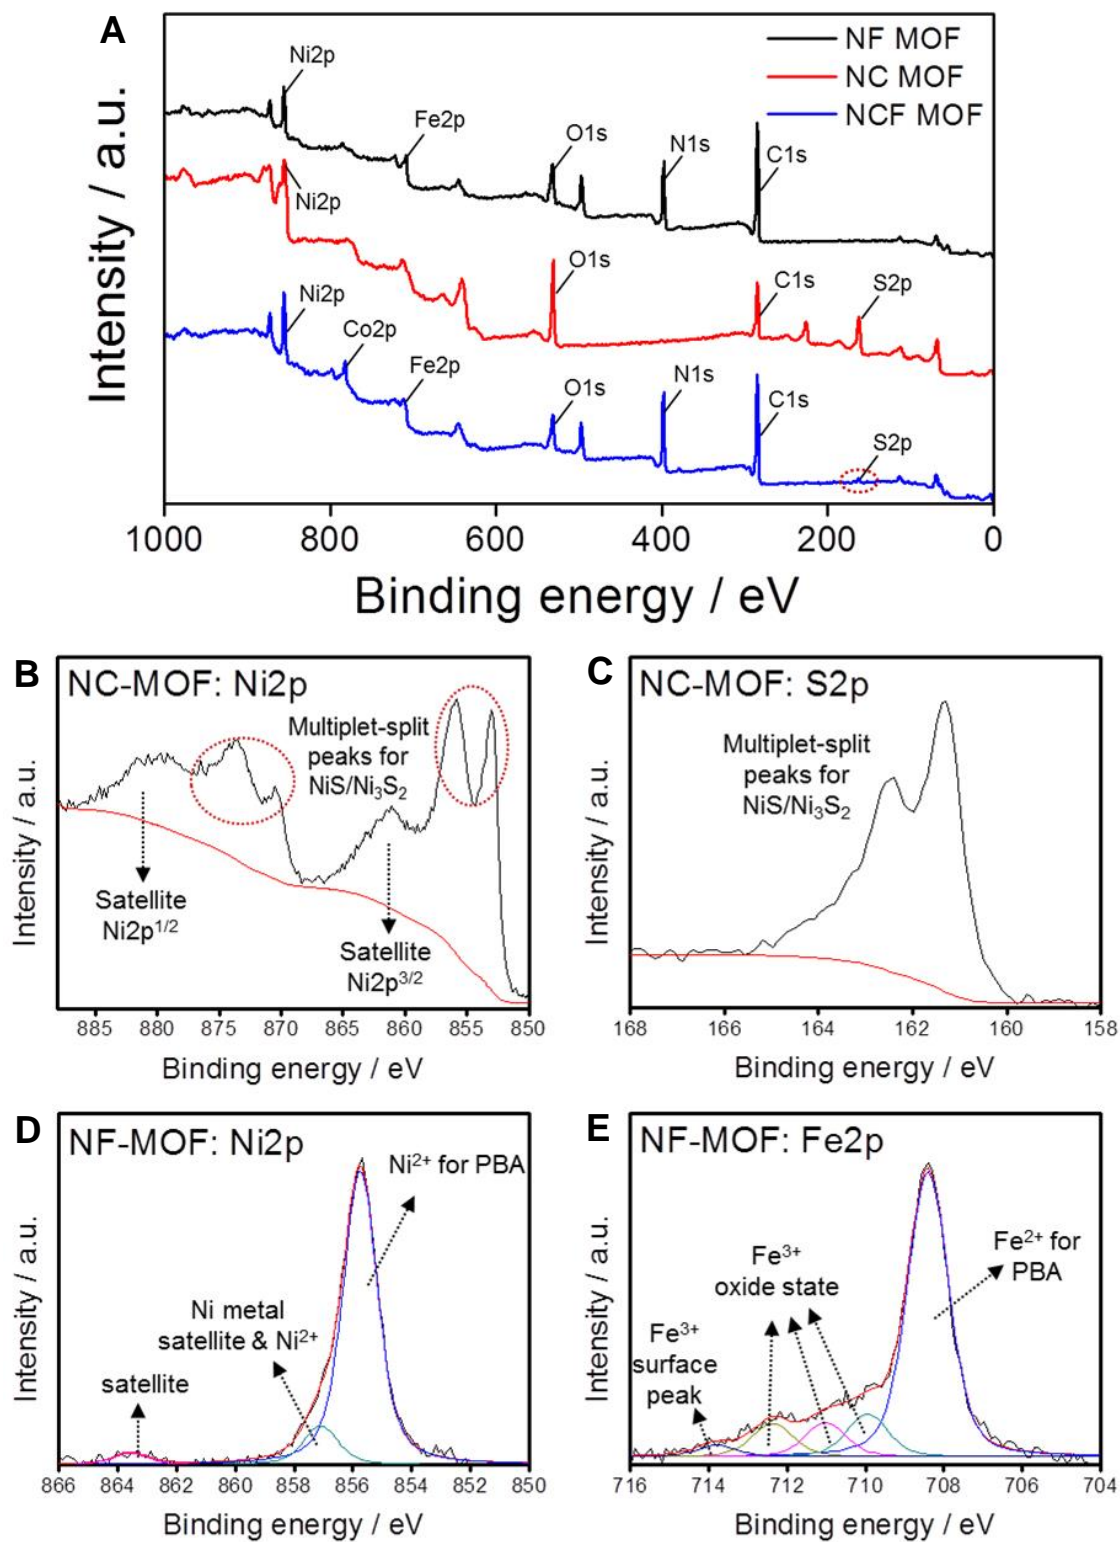 A
NF MOF
NC MOF
NCF MOF
Ni2p
Fe2p
O1s
N1s
C1s
Ni2p
O1s
C1s
S2p
Ni2p
Co2p
Fe2p
O1s
N1s
C1s
S2p
Intensity / a.u.
1000 800 600 400 200 0
Binding energy / eV
B
NC-MOF: Ni2p
Multiplet-split
peaks for
NiS/Ni₃S₂
Satellite
Ni2p¹/²
Satellite
Ni2p³/²
Intensity / a.u.
885 880 875 870 865 860 855 850
Binding energy / eV
C
NC-MOF: S2p
Multiplet-split
peaks for
NiS/Ni₃S₂
Intensity / a.u.
168 166 164 162 160 158
Binding energy / eV
D
NF-MOF: Ni2p
Ni²⁺ for PBA
Ni metal
satellite & Ni²⁺
satellite
Intensity / a.u.
866 864 862 860 858 856 854 852 850
Binding energy / eV
E
NF-MOF: Fe2p
Fe²⁺ for
PBA
Fe³⁺
oxide state
Fe³⁺
surface
peak
Intensity / a.u.
716 714 712 710 708 706 704
Binding energy / eV